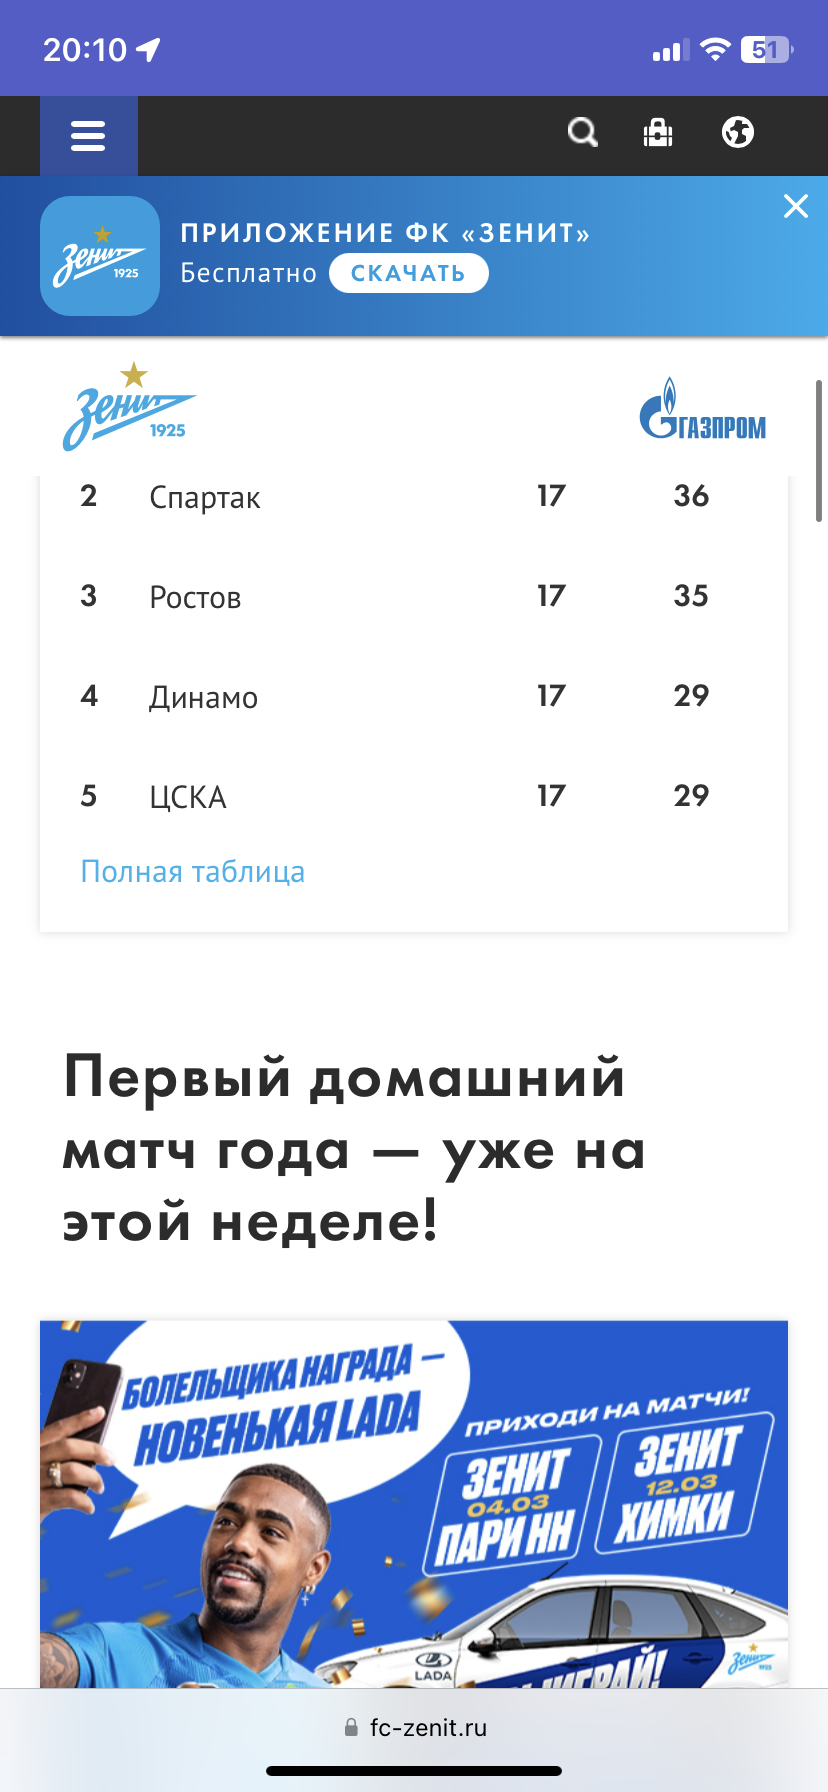 20:10
51
ПРИЛОЖЕНИЕ ФК «ЗЕНИТ»
Зенит
1925
Бесплатно СКАЧАТЬ
Зенит
1925
ГАЗПРОМ
2 Спартак 17 36
3 Ростов 17 35
4 Динамо 17 29
5 ЦСКА 17 29
Полная таблица
Первый домашний
матч года — уже на
этой неделе!
БОЛЕЛЬЩИКА НАГРАДА —
НОВЕНЬКАЯ LADA
ПРИХОДИ НА МАТЧИ!
ЗЕНИТ
04.03
ПАРИ НН
ЗЕНИТ
12.03
ХИМКИ
LADA
Зенит
1925
fc-zenit.ru